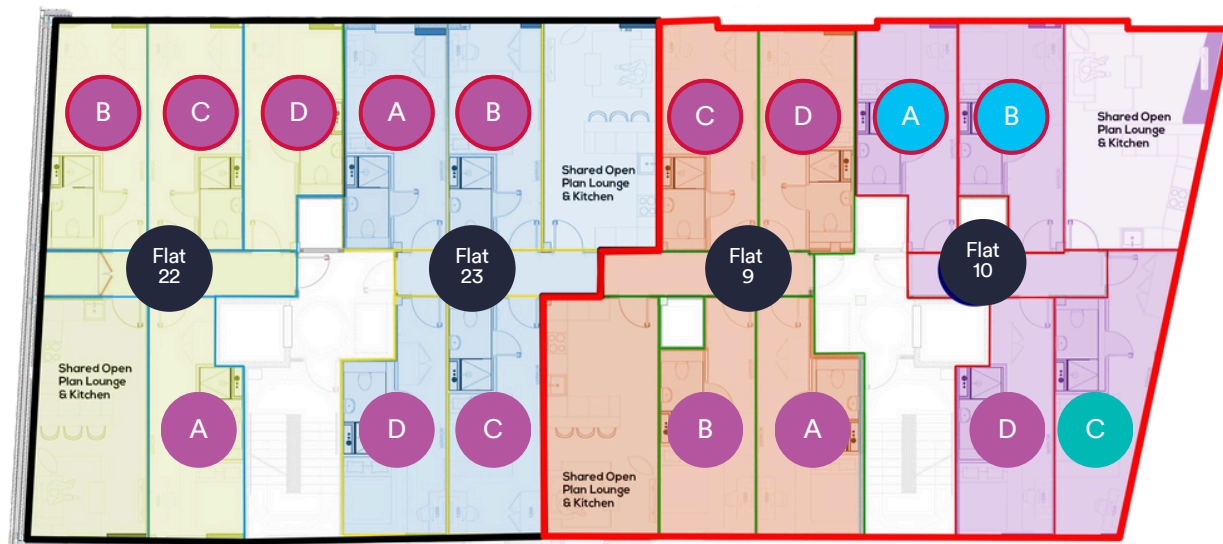 B
C
D
A
B
Shared Open
Plan Lounge
& Kitchen
C
D
A
B
Shared Open
Plan Lounge
& Kitchen
Flat
22
Flat
23
Flat
9
Flat
10
Shared Open
Plan Lounge
& Kitchen
A
D
C
Shared Open
Plan Lounge
& Kitchen
B
A
D
C